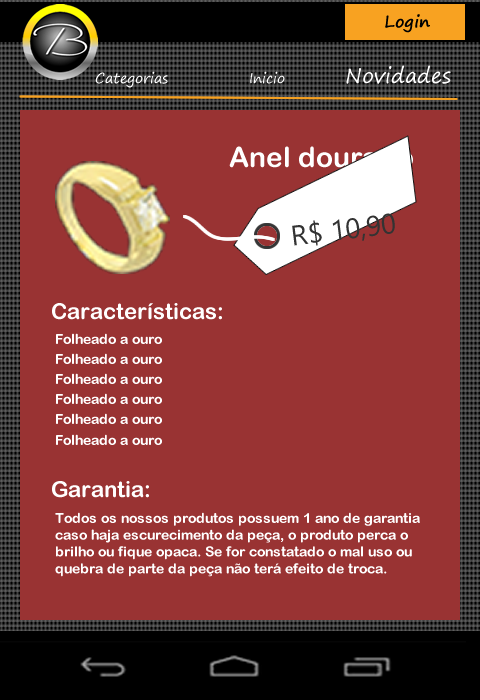 B
Login
Categorias
Inicio
Novidades
Anel
R$ 10,90
Características:
Folheado a ouro
Folheado a ouro
Folheado a ouro
Folheado a ouro
Folheado a ouro
Folheado a ouro
Garantia:
Todos os nossos produtos possuem 1 ano de garantia
caso haja escurecimento da peça, o produto perca o
brilho ou fique opaca. Se for constatado o mal uso ou
quebra de parte da peça não terá efeito de troca.